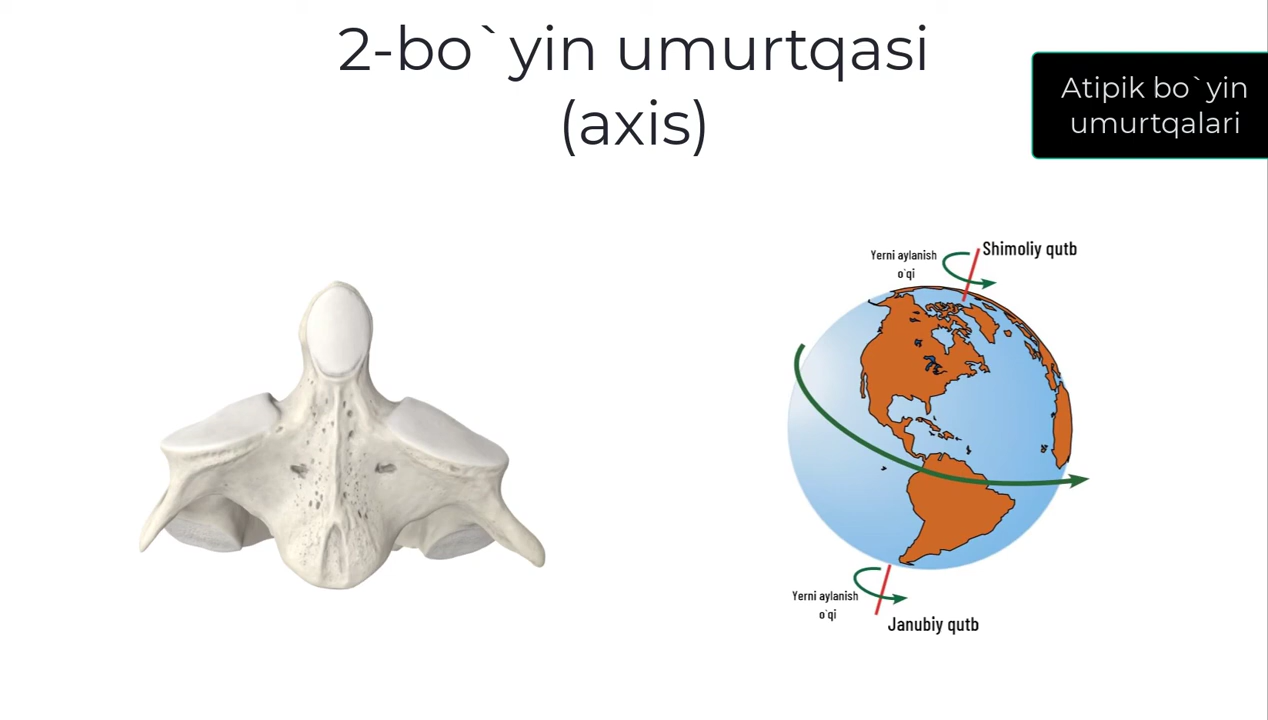 2-bo`yin umurtqasi
(axis)
Atipik bo`yin
umurtqalari
Yerni aylanish
o`qi
Shimoliy qutb
Yerni aylanish
o`qi
Janubiy qutb